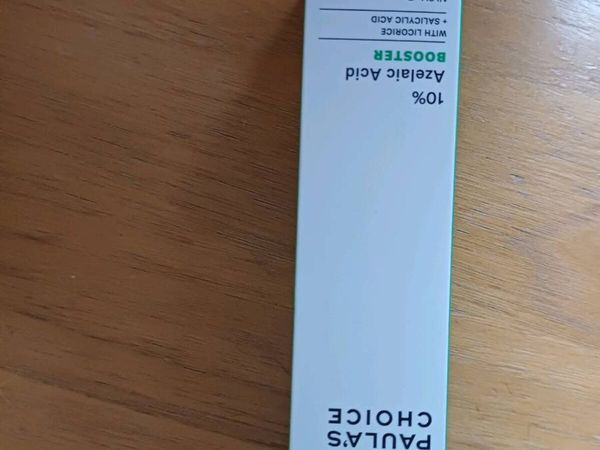 PAULA'S
CHOICE
10%
Azelaic Acid
BOOSTER
WITH LICORICE
+ SALICYLIC ACID